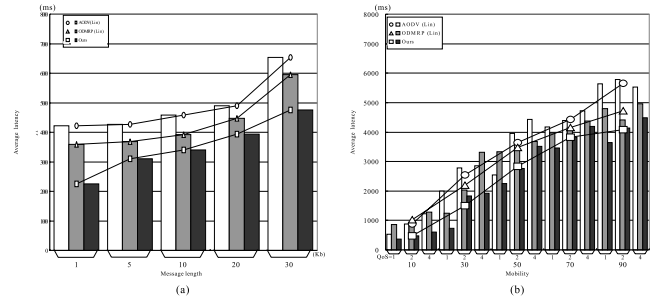 (ms)
800
700
600
500
400
300
200
100
0
Average latency
AODV(Lin)
ODMRP (Lin)
Ours
1 5 10 20 30 (Kb)
Message length
(a)
(ms)
8000
7000
6000
5000
4000
3000
2000
1000
0
Average latency
AODV (Lin)
ODMRP (Lin)
Ours
QoS=1 2 4 1 2 4 1 2 4 1 2 4 1 2 4
10 30 50 70 90
Mobility
(b)